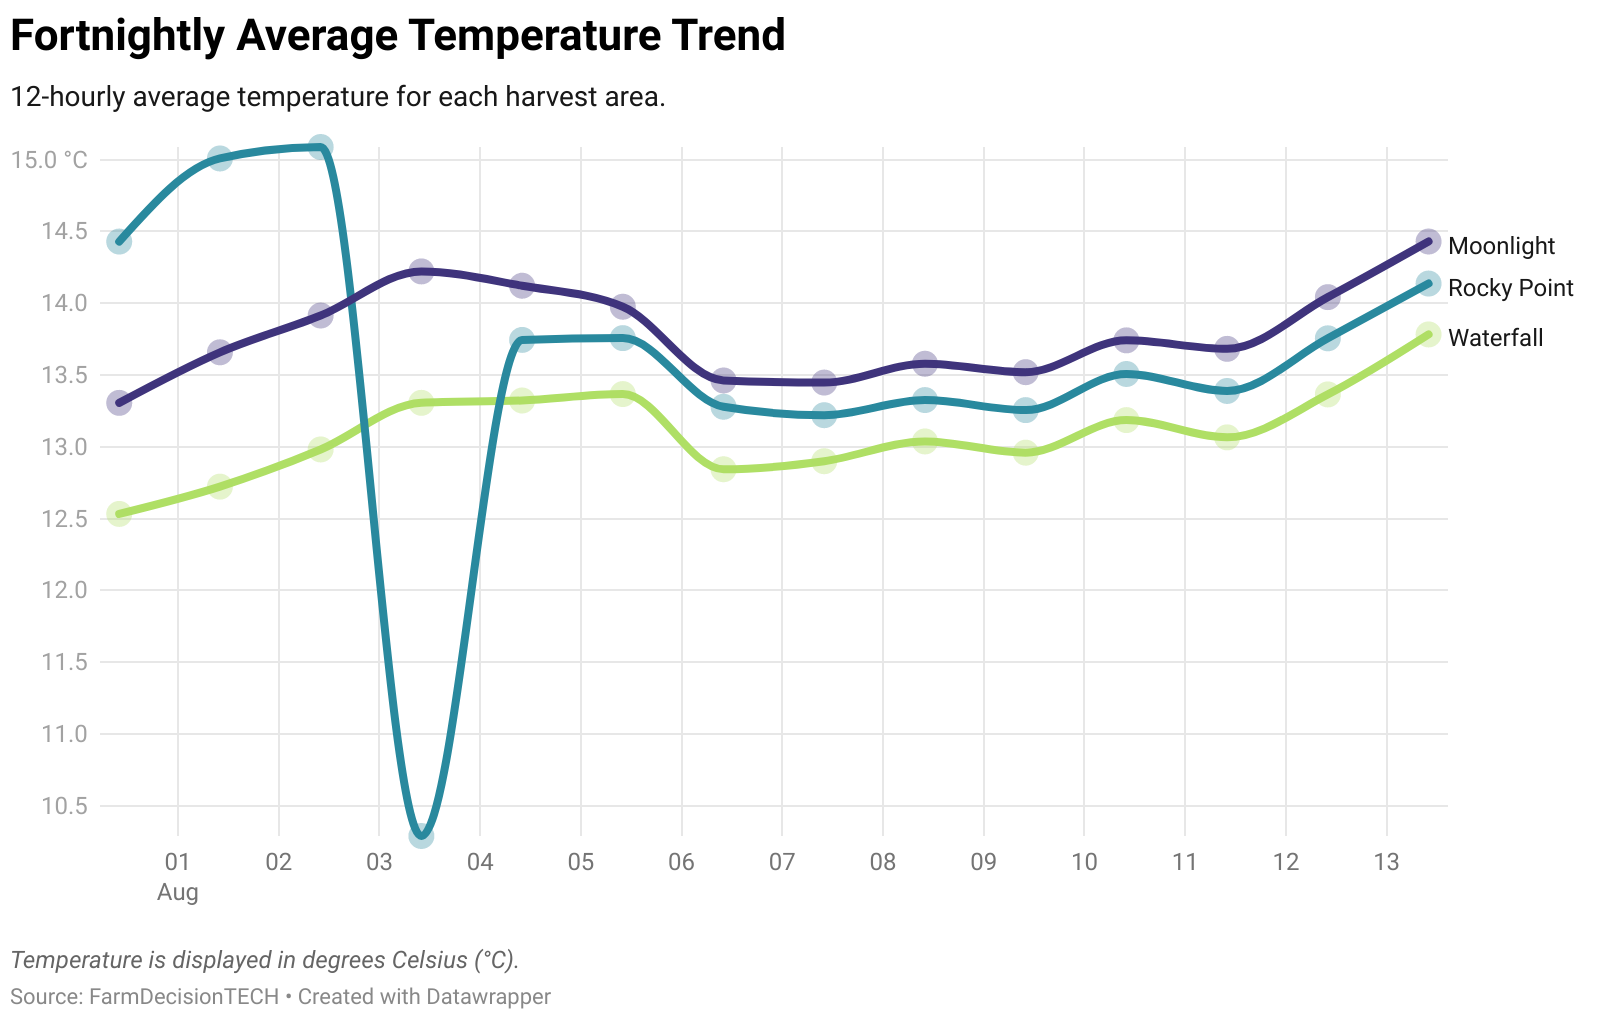 Fortnightly Average Temperature Trend
12-hourly average temperature for each harvest area.
15.0 °C
14.5
14.0
13.5
13.0
12.5
12.0
11.5
11.0
10.5
Moonlight
Rocky Point
Waterfall
01 02 03 04 05 06 07 08 09 10 11 12 13
Aug
Temperature is displayed in degrees Celsius (°C).
Source: FarmDecisionTECH • Created with Datawrapper